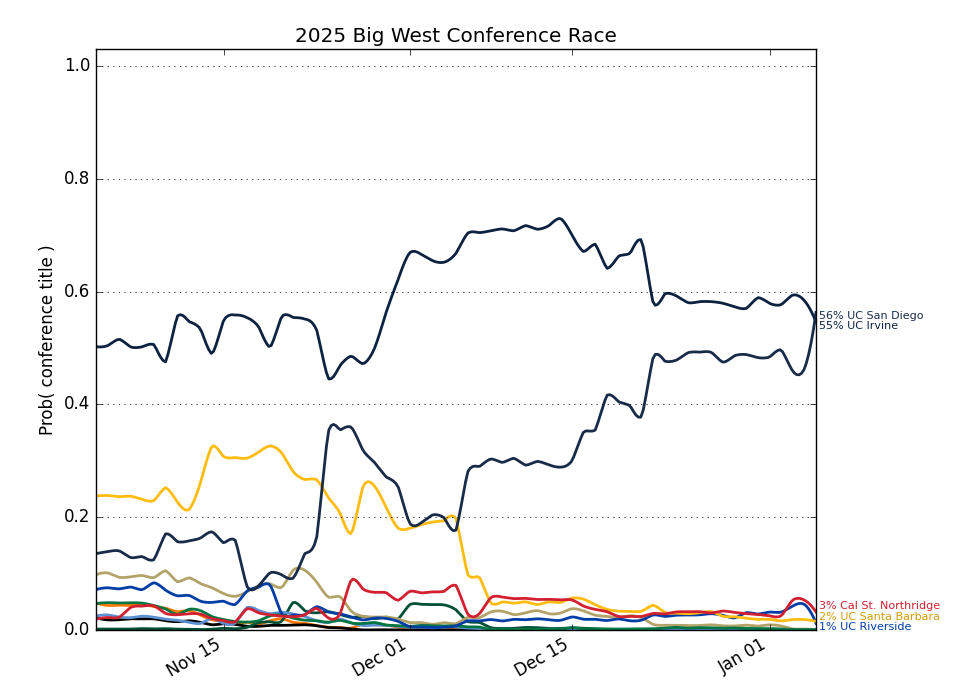 2025 Big West Conference Race
Prob( conference title )
1.0
0.8
0.6
0.4
0.2
0.0
Nov 15
Dec 01
Dec 15
Jan 01
56% UC San Diego
55% UC Irvine
3% Cal St. Northridge
2% UC Santa Barbara
1% UC Riverside